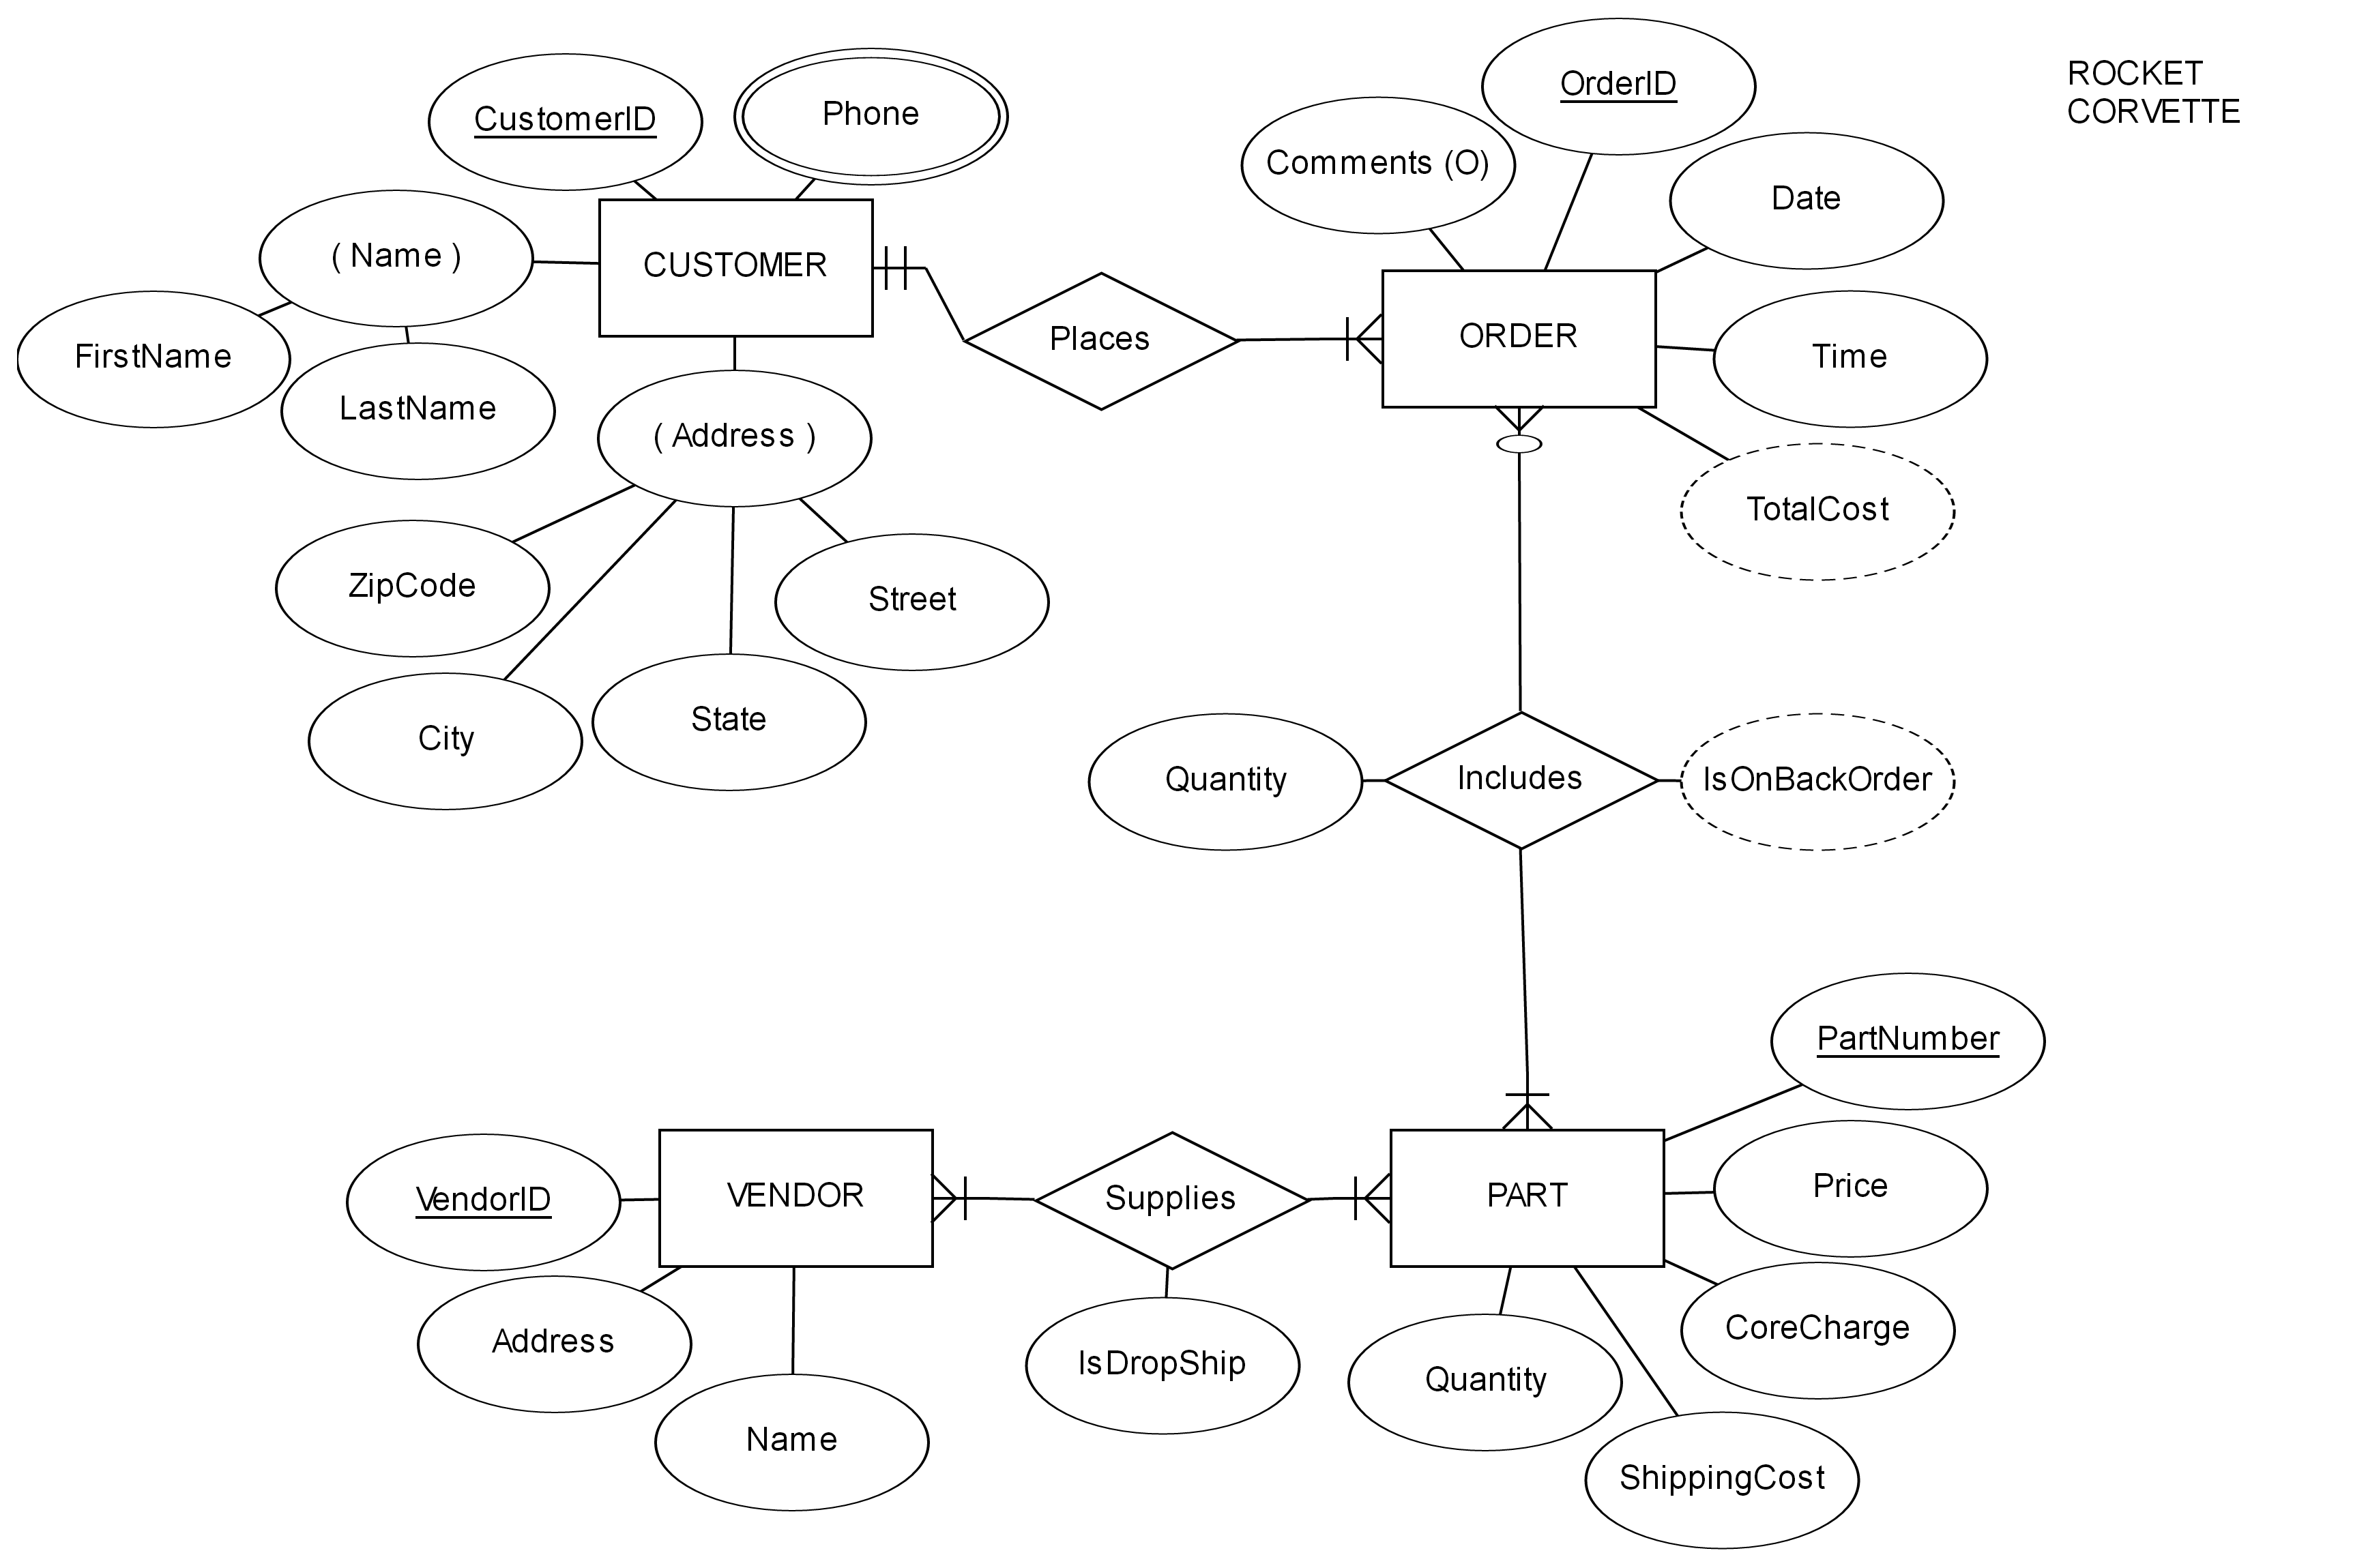 ROCKET
CORVETTE
CustomerID
Phone
( Name )
CUSTOMER
FirstName
LastName
( Address )
ZipCode
Street
City
State
Places
Comments (O)
OrderID
Date
ORDER
Time
TotalCost
Quantity
Includes
IsOnBackOrder
PartNumber
VendorID
VENDOR
Supplies
PART
Price
Address
Name
IsDropShip
Quantity
CoreCharge
ShippingCost